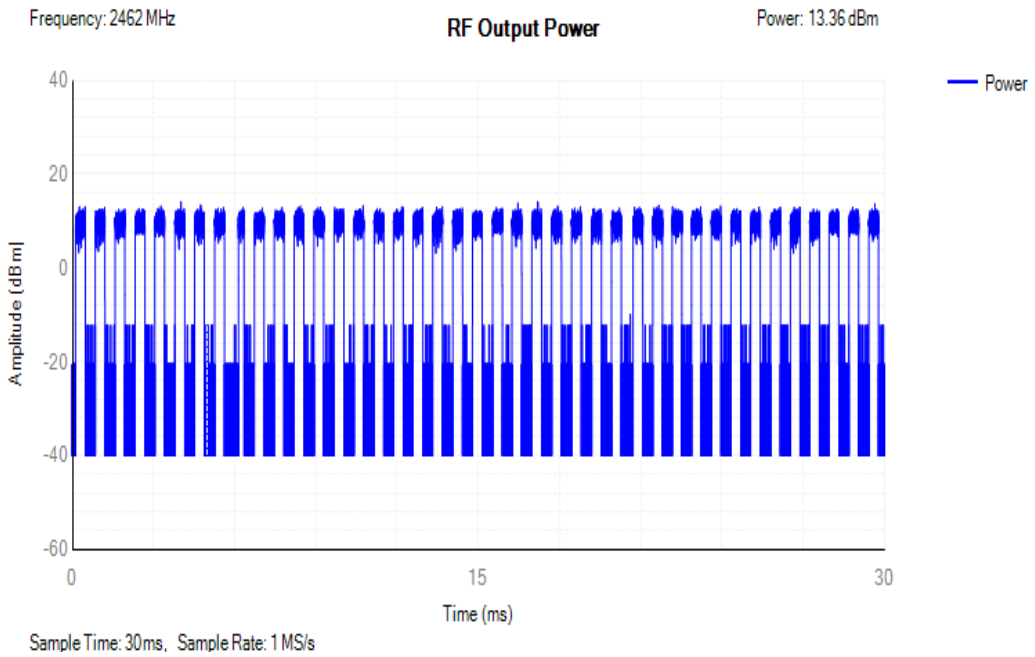 Frequency: 2462 MHz
RF Output Power
Power: 13.36 dBm
Power
40
20
0
-20
-40
-60
Amplitude (dBm)
0
15
30
Time (ms)
Sample Time: 30ms, Sample Rate: 1 MS/s